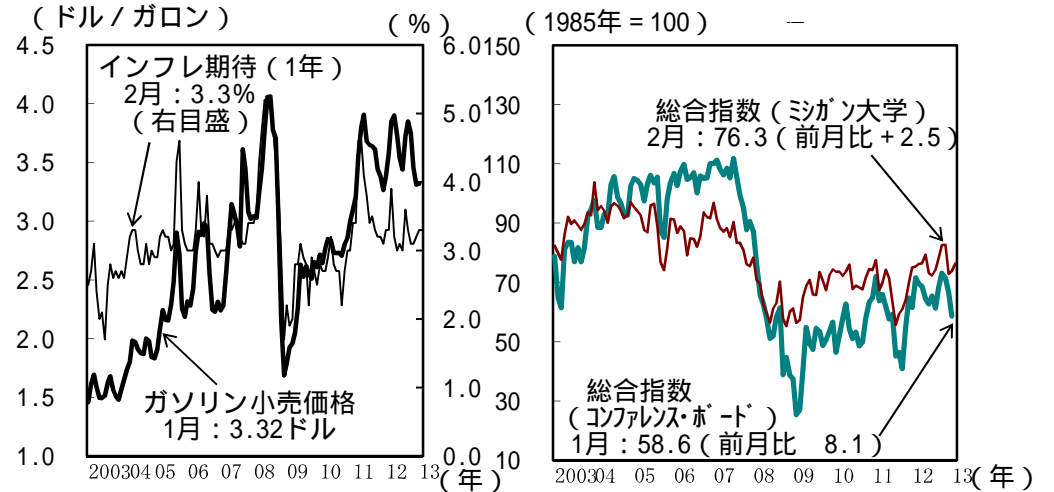 （ドル / ガロン）
（%）
4.5
4.0
3.5
3.0
2.5
2.0
1.5
1.0
6.0
5.0
4.0
3.0
2.0
1.0
0.0
インフレ期待（1年）
2月：3.3%
（右目盛）
ガソリン小売価格
1月：3.32ドル
2003 04 05 06 07 08 09 10 11 12 13
（年）
（1985年＝100）
150
130
110
90
70
50
30
10
総合指数（ﾐｼｶﾞﾝ大学）
2月：76.3（前月比＋2.5）
総合指数
（ｺﾝﾌｧﾚﾝｽ･ﾎﾞｰﾄﾞ）
1月：58.6（前月比　8.1）
2003 04 05 06 07 08 09 10 11 12 13
（年）